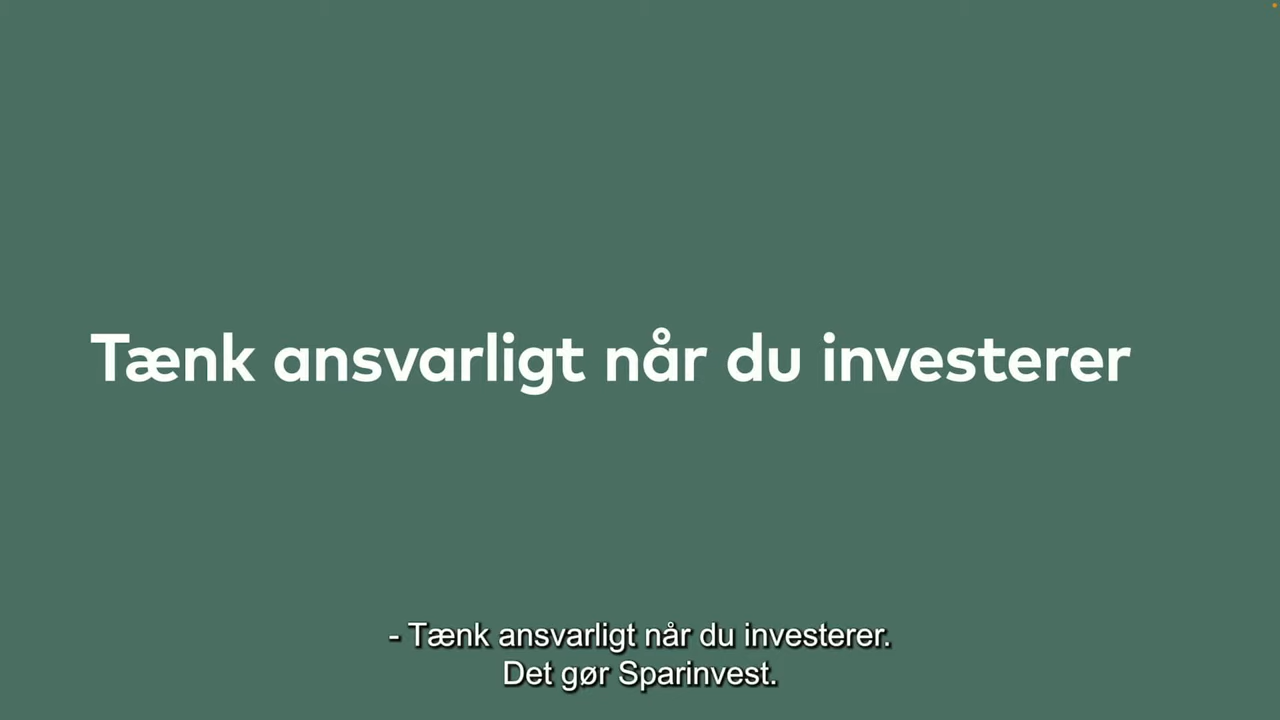 Tænk ansvarligt når du investerer
- Tænk ansvarligt når du investerer.
Det gør Sparinvest.